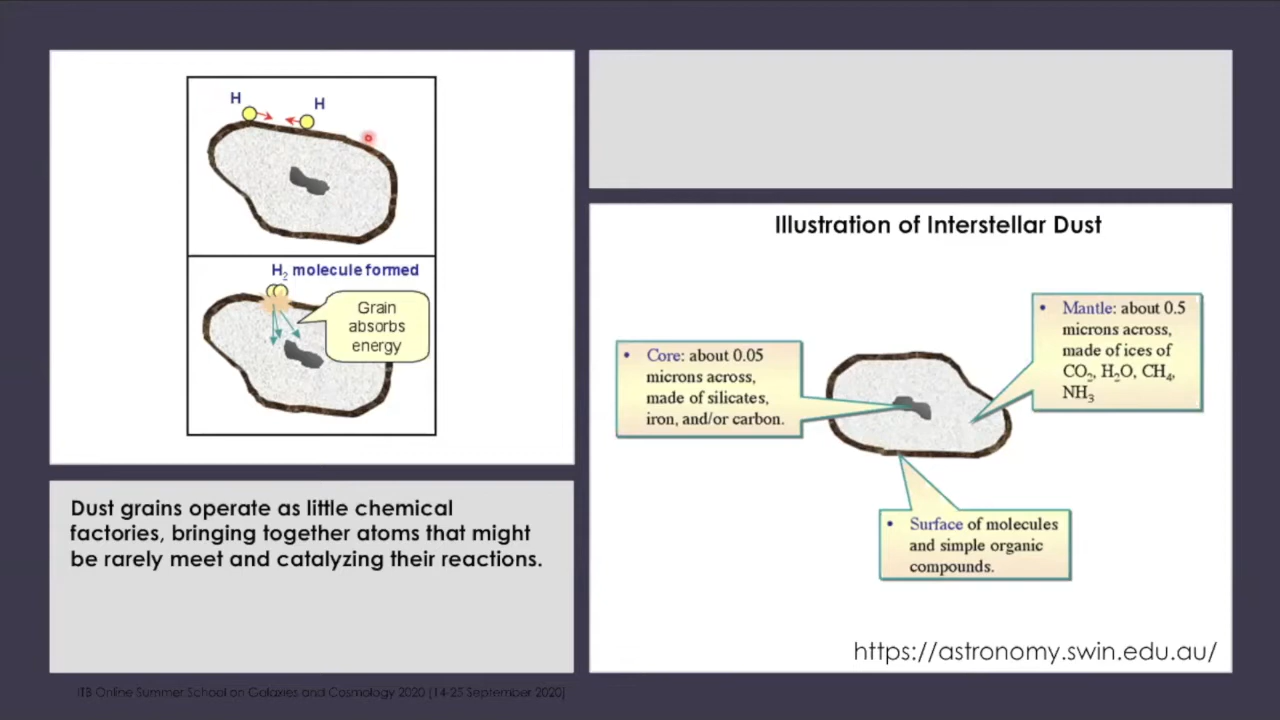 H
H
H₂ molecule formed
Grain
absorbs
energy
Dust grains operate as little chemical
factories, bringing together atoms that might
be rarely meet and catalyzing their reactions.
Illustration of Interstellar Dust
• Core: about 0.05
microns across,
made of silicates,
iron, and/or carbon.
• Mantle: about 0.5
microns across,
made of ices of
CO₂, H₂O, CH₄,
NH₃
• Surface of molecules
and simple organic
compounds.
https://astronomy.swin.edu.au/
ITB Online Summer School on Galaxies and Cosmology 2020 (14-25 September 2020)